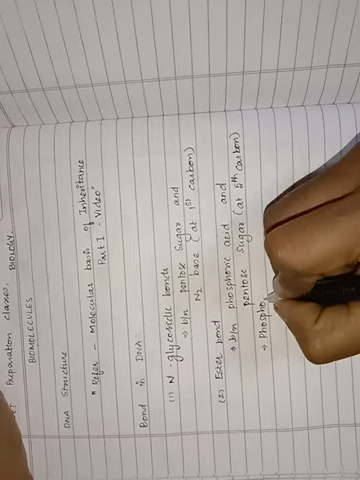 Preparation classes, BIOLOGY.
BIOMOLECULES
DNA Structure
* Refer - Molecular basis of Inheritance
Part I - Video"
Bond in DNA:
(1) N-glycosidic bonds
→ b/n pentose sugar and
N2 base (at 1st carbon)
(2) Ester bond
* b/n phosphoric acid and
pentose sugar (at 5th carbon)
→ Phospho